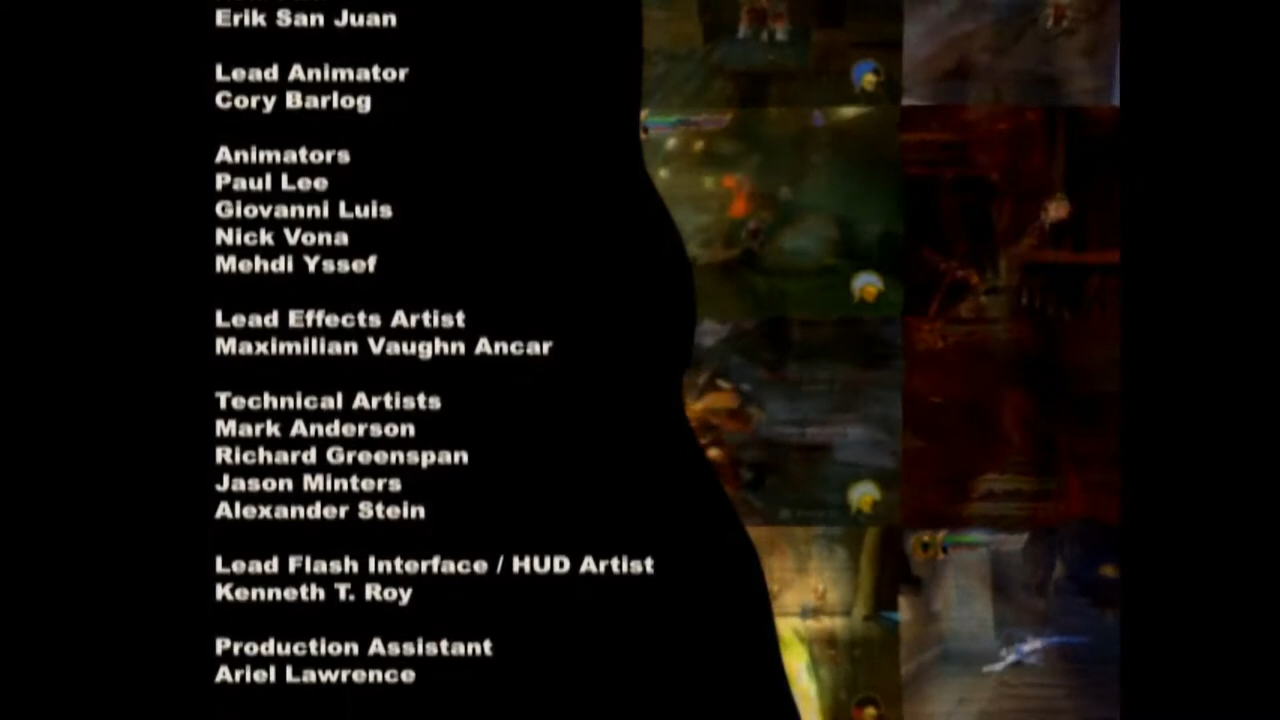 Erik San Juan
Lead Animator
Cory Barlog
Animators
Paul Lee
Giovanni Luis
Nick Vona
Mehdi Yssef
Lead Effects Artist
Maximilian Vaughn Ancar
Technical Artists
Mark Anderson
Richard Greenspan
Jason Minters
Alexander Stein
Lead Flash Interface / HUD Artist
Kenneth T. Roy
Production Assistant
Ariel Lawrence